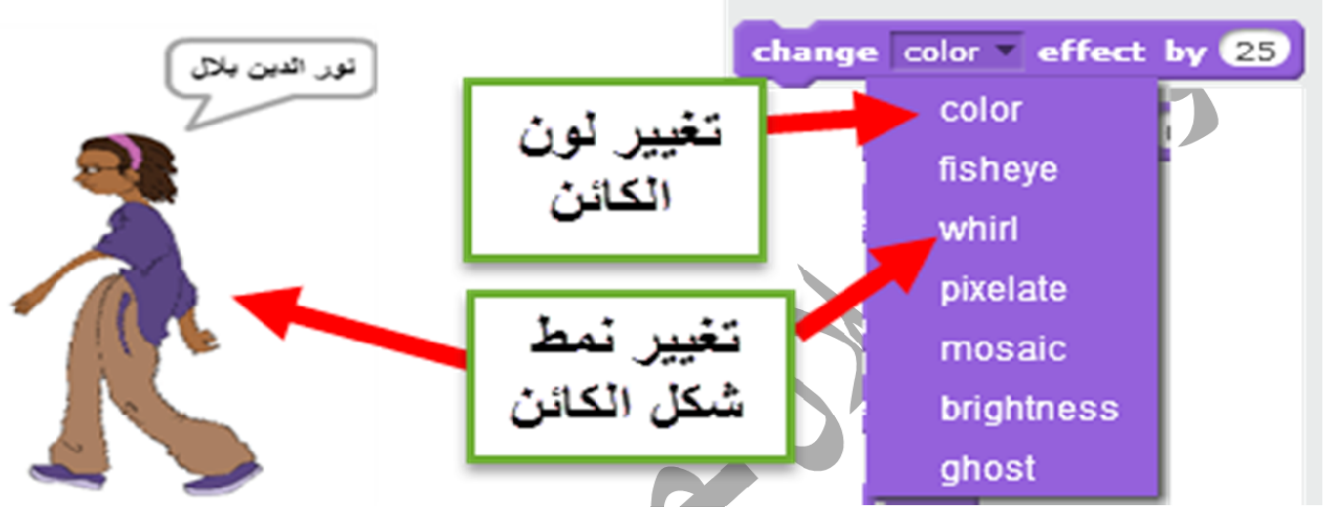 نور الدين بلال
change color effect by 25
تغيير لون
الكائن
تغيير نمط
شكل الكائن
color
fisheye
whirl
pixelate
mosaic
brightness
ghost